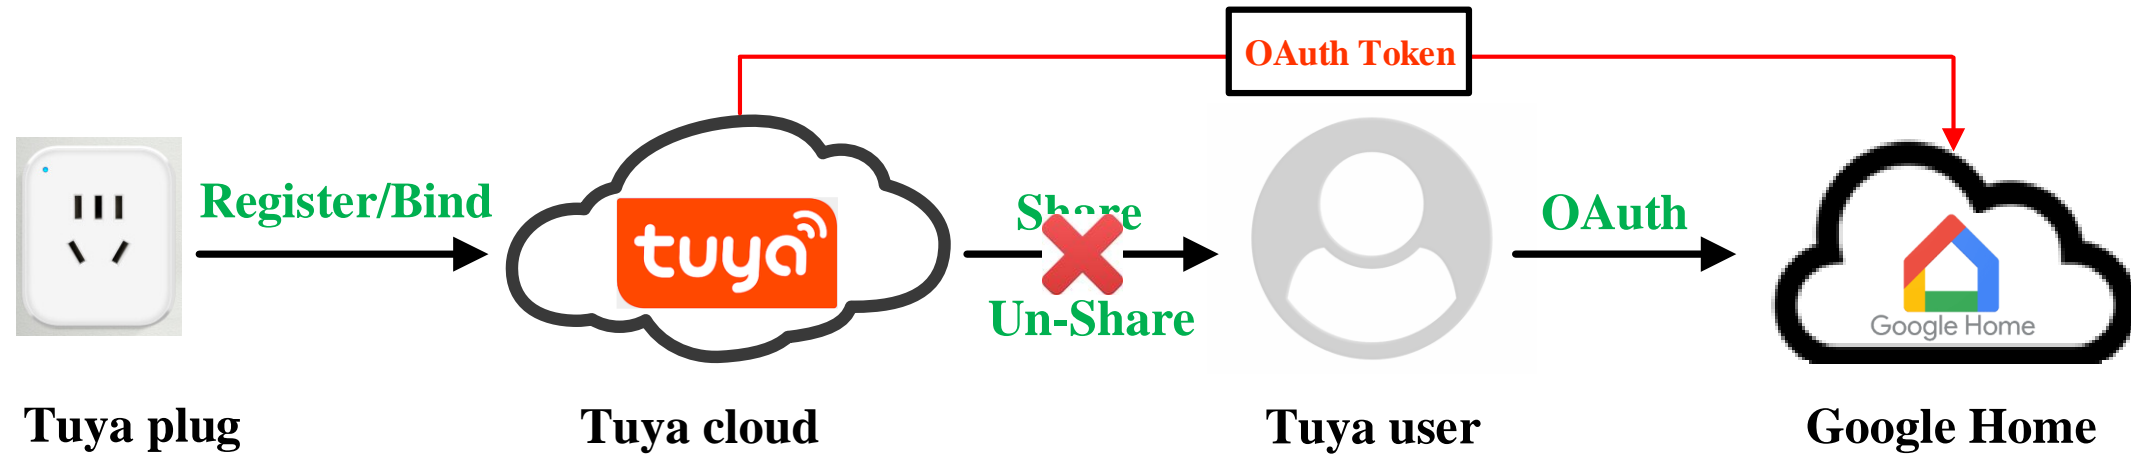 OAuth Token
Register/Bind
Share
OAuth
tuya
Un-Share
Google Home
Tuya plug
Tuya cloud
Tuya user
Google Home